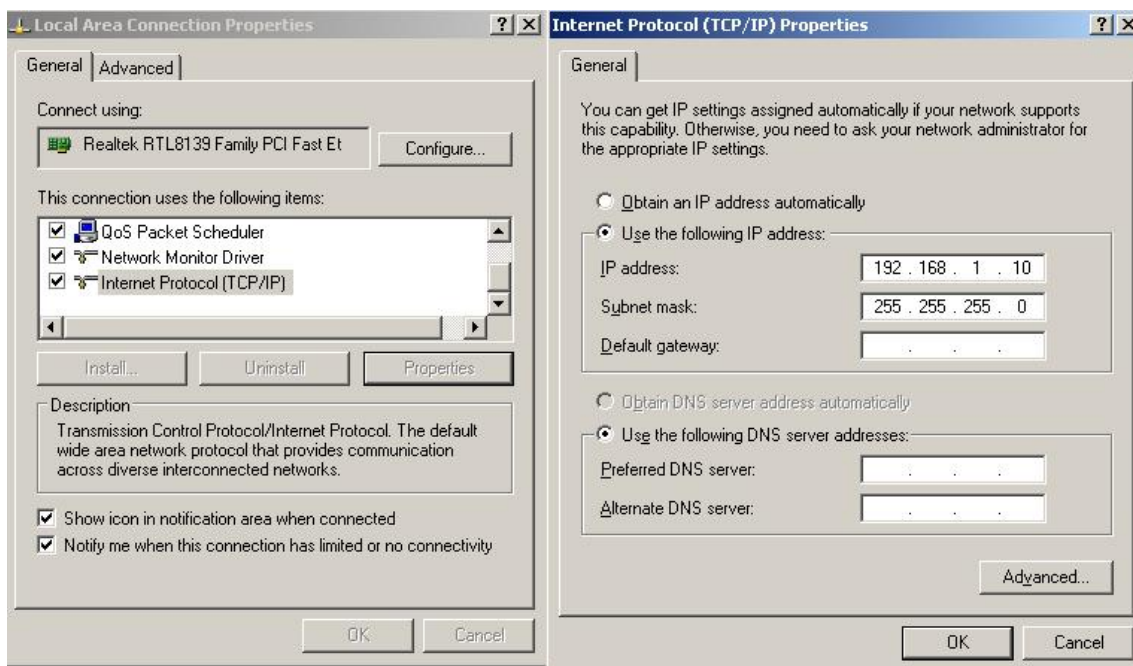 Local Area Connection Properties
General
Advanced
Connect using:
Realtek RTL8139 Family PCI Fast Et
Configure...
This connection uses the following items:
QoS Packet Scheduler
Network Monitor Driver
Internet Protocol (TCP/IP)
Install...
Uninstall
Properties
Description
Transmission Control Protocol/Internet Protocol. The default
wide area network protocol that provides communication
across diverse interconnected networks.
Show icon in notification area when connected
Notify me when this connection has limited or no connectivity
OK
Cancel
Internet Protocol (TCP/IP) Properties
General
You can get IP settings assigned automatically if your network supports
this capability. Otherwise, you need to ask your network administrator for
the appropriate IP settings.
Obtain an IP address automatically
Use the following IP address:
IP address:
192 . 168 . 1 . 10
Subnet mask:
255 . 255 . 255 . 0
Default gateway:
. . .
Obtain DNS server address automatically
Use the following DNS server addresses:
Preferred DNS server:
. . .
Alternate DNS server:
. . .
Advanced...
OK
Cancel